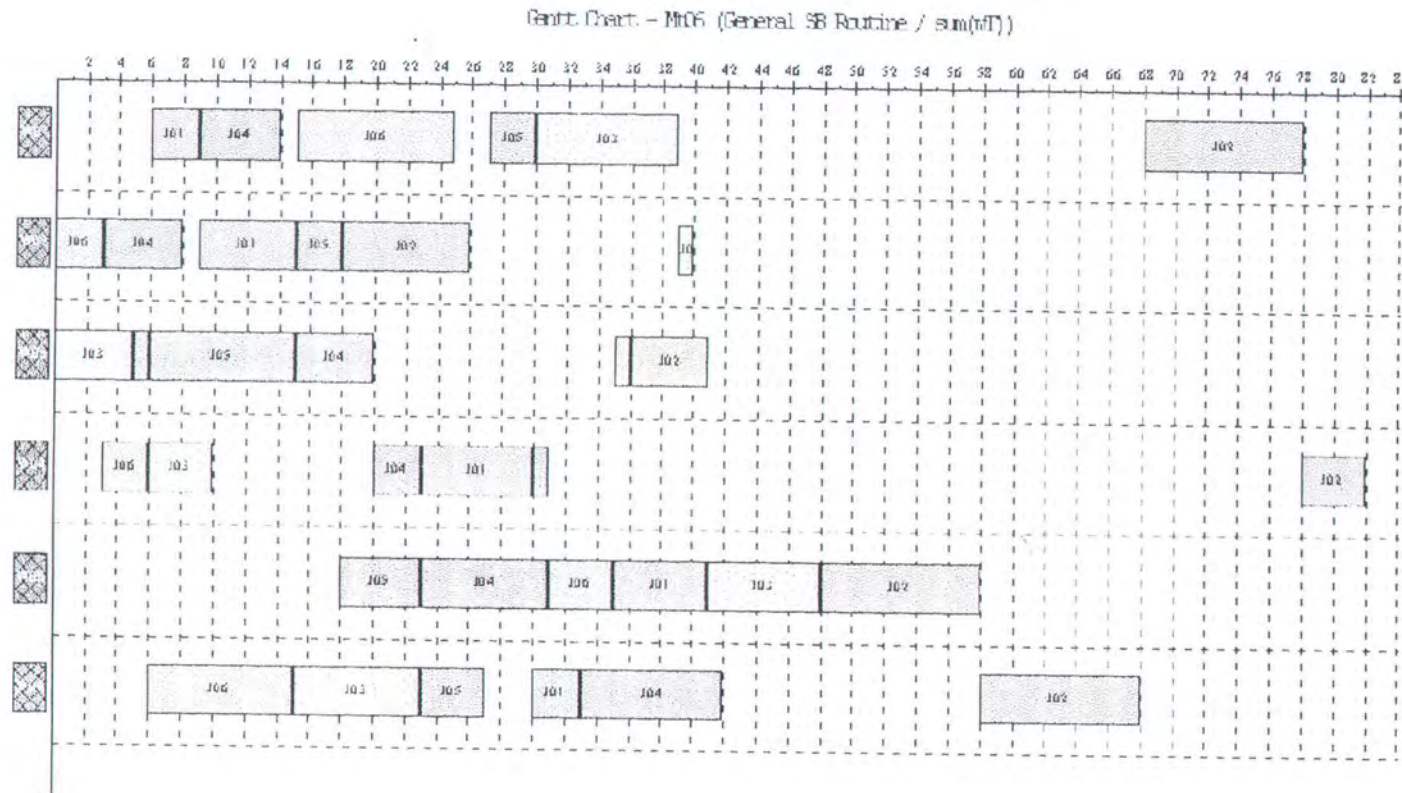 Gantt Chart - Mt06 (General SB Routine / sum(wT))
2 4 6 8 10 12 14 16 18 20 22 24 26 28 30 32 34 36 38 40 42 44 46 48 50 52 54 56 58 60 62 64 66 68 70 72 74 76 78 80 82 8
J01 J04 J06 J05 J03 J02
J06 J04 J01 J05 J02 J0
J03 J05 J04 J02
J06 J03 J04 J01 J02
J05 J04 J06 J01 J03 J02
J06 J03 J05 J01 J04 J02